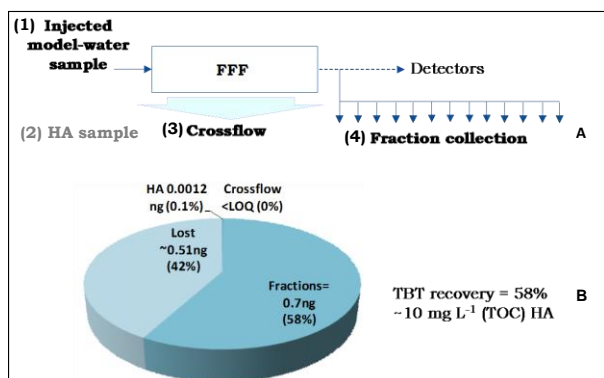 (1) Injected
model-water
sample
FFF
Detectors
(2) HA sample
(3) Crossflow
(4) Fraction collection
A
HA 0.0012
ng (0.1%)
Crossflow
<LOQ (0%)
Lost
~0.51ng
(42%)
Fractions=
0.7ng
(58%)
TBT recovery = 58%
~10 mg L⁻¹ (TOC) HA
B